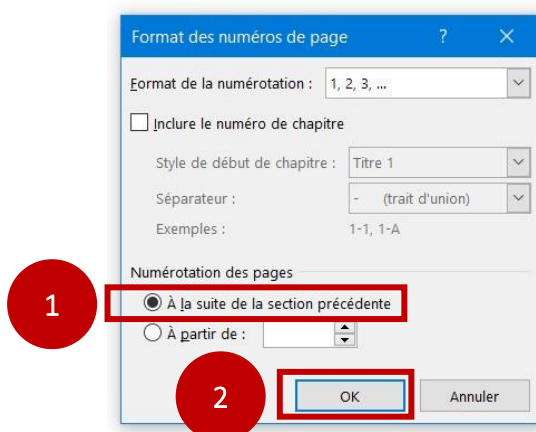 Format des numéros de page ? ×
Format de la numérotation : 1, 2, 3, ...
Inclure le numéro de chapitre
Style de début de chapitre : Titre 1
Séparateur : - (trait d'union)
Exemples : 1-1, 1-A
Numérotation des pages
1 À la suite de la section précédente
À partir de :
2 OK Annuler